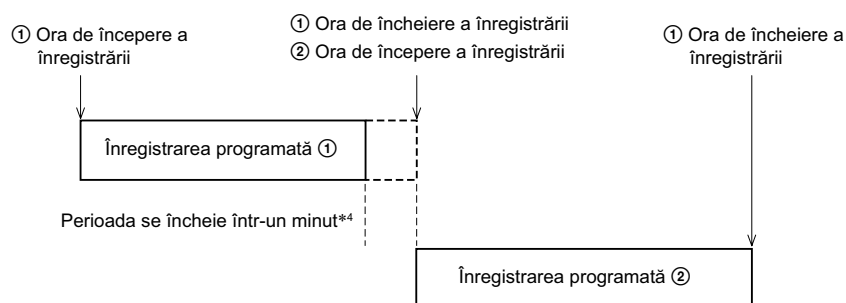 ① Ora de începere a
înregistrării
① Ora de încheiere a înregistrării
② Ora de începere a înregistrării
① Ora de încheiere a
înregistrării
Înregistrarea programată ①
Perioada se încheie într-un minut*4
Înregistrarea programată ②